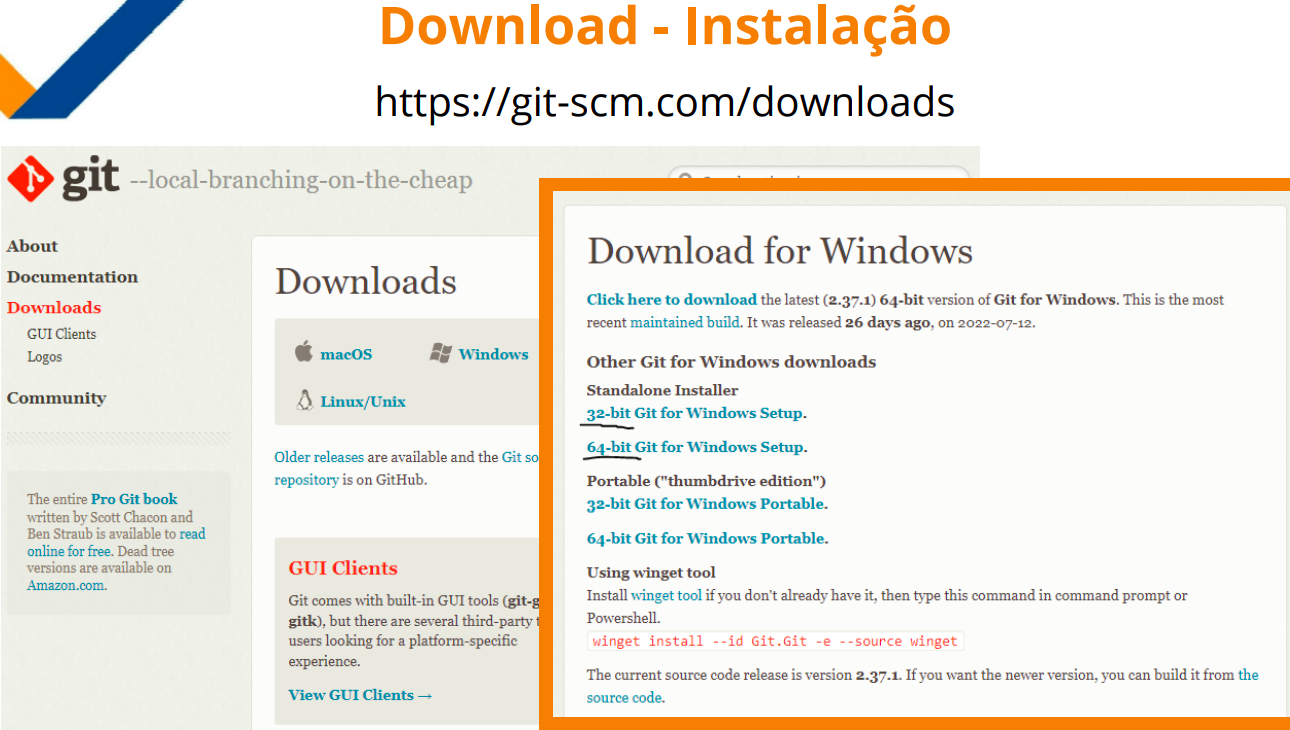 Download - Instalação
https://git-scm.com/downloads
git --local-branching-on-the-cheap
About
Documentation
Downloads
GUI Clients
Logos
Community
The entire Pro Git book
written by Scott Chacon and
Ben Straub is available to read
online for free. Dead tree
versions are available on
Amazon.com.
Downloads
macOS
Windows
Linux/Unix
Older releases are available and the Git so
repository is on GitHub.
GUI Clients
Git comes with built-in GUI tools (git-g
gitk), but there are several third-party t
users looking for a platform-specific
experience.
View GUI Clients →
Download for Windows
Click here to download the latest (2.37.1) 64-bit version of Git for Windows. This is the most
recent maintained build. It was released 26 days ago, on 2022-07-12.
Other Git for Windows downloads
Standalone Installer
32-bit Git for Windows Setup.
64-bit Git for Windows Setup.
Portable ("thumbdrive edition")
32-bit Git for Windows Portable.
64-bit Git for Windows Portable.
Using winget tool
Install winget tool if you don't already have it, then type this command in command prompt or
Powershell.
winget install --id Git.Git -e --source winget
The current source code release is version 2.37.1. If you want the newer version, you can build it from the
source code.